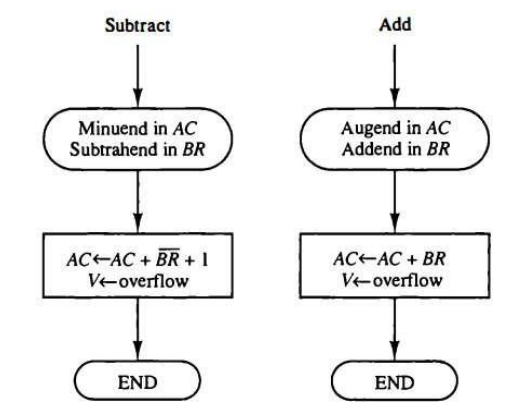 Subtract
Minuend in AC
Subtrahend in BR
AC←AC + B̅R̅ + 1
V←overflow
END
Add
Augend in AC
Addend in BR
AC←AC + BR
V←overflow
END